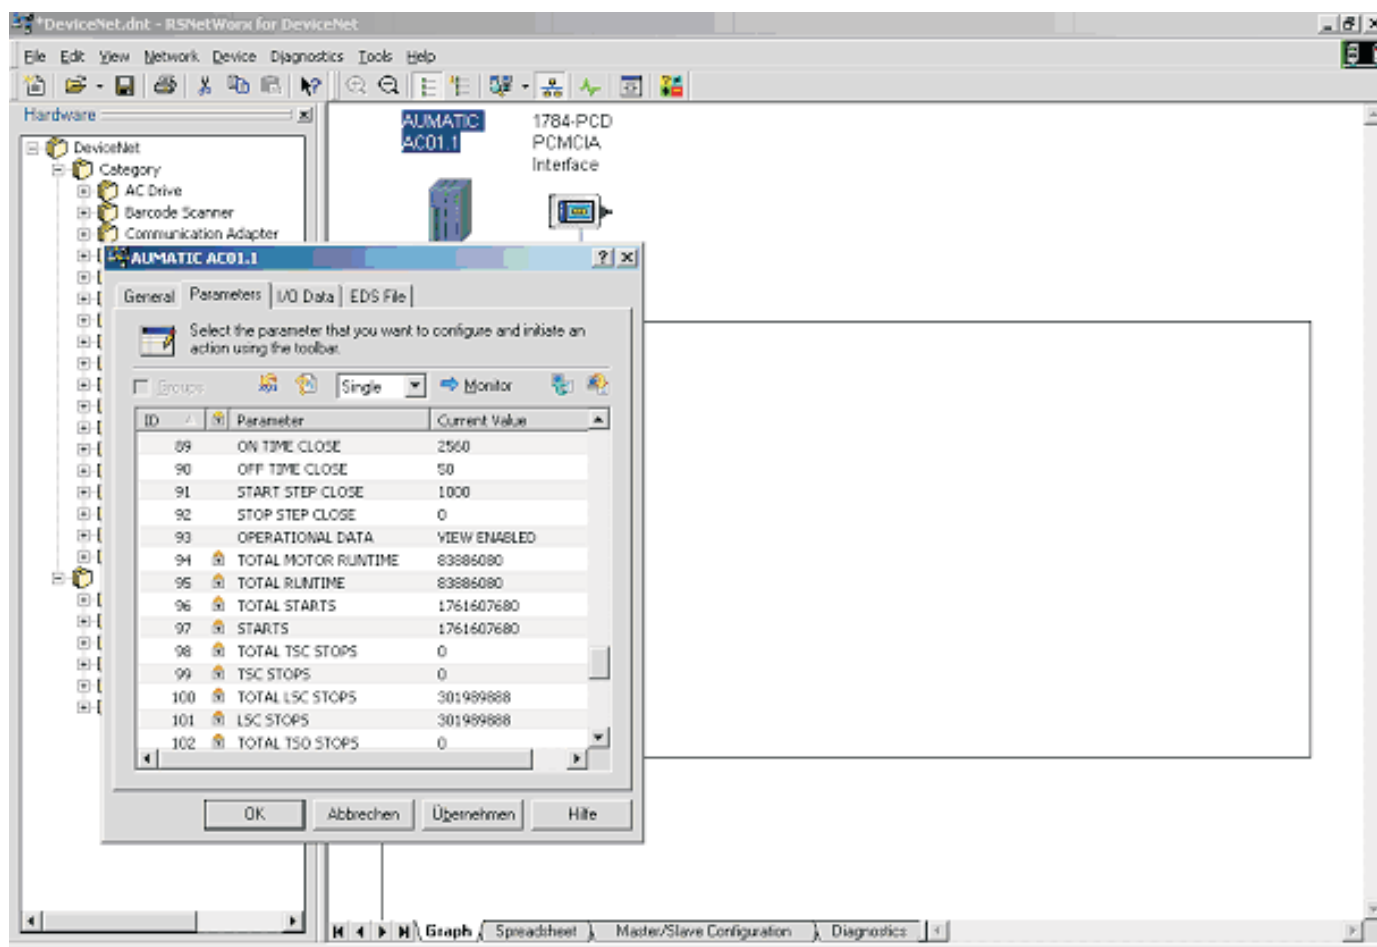 *DeviceNet.dnt - RSNetWorx for DeviceNet
File Edit View Network Device Diagnostics Tools Help
Hardware
DeviceNet
Category
AC Drive
Barcode Scanner
Communication Adapter
AUMATIC
AC01.1
1784-PCD
PCMCIA
Interface
AUMATIC AC01.1
General Parameters I/O Data EDS File
Select the parameter that you want to configure and initiate an
action using the toolbar.
Groups Single Monitor
ID Parameter Current Value
89 ON TIME CLOSE 2560
90 OFF TIME CLOSE 50
91 START STEP CLOSE 1000
92 STOP STEP CLOSE 0
93 OPERATIONAL DATA VIEW ENABLED
94 TOTAL MOTOR RUNTIME 83886080
95 TOTAL RUNTIME 83886080
96 TOTAL STARTS 1761607680
97 STARTS 1761607680
98 TOTAL TSC STOPS 0
99 TSC STOPS 0
100 TOTAL LSC STOPS 301989888
101 LSC STOPS 301989888
102 TOTAL TSO STOPS 0
OK Abbrechen Übernehmen Hilfe
Graph Spreadsheet Master/Slave Configuration Diagnostics